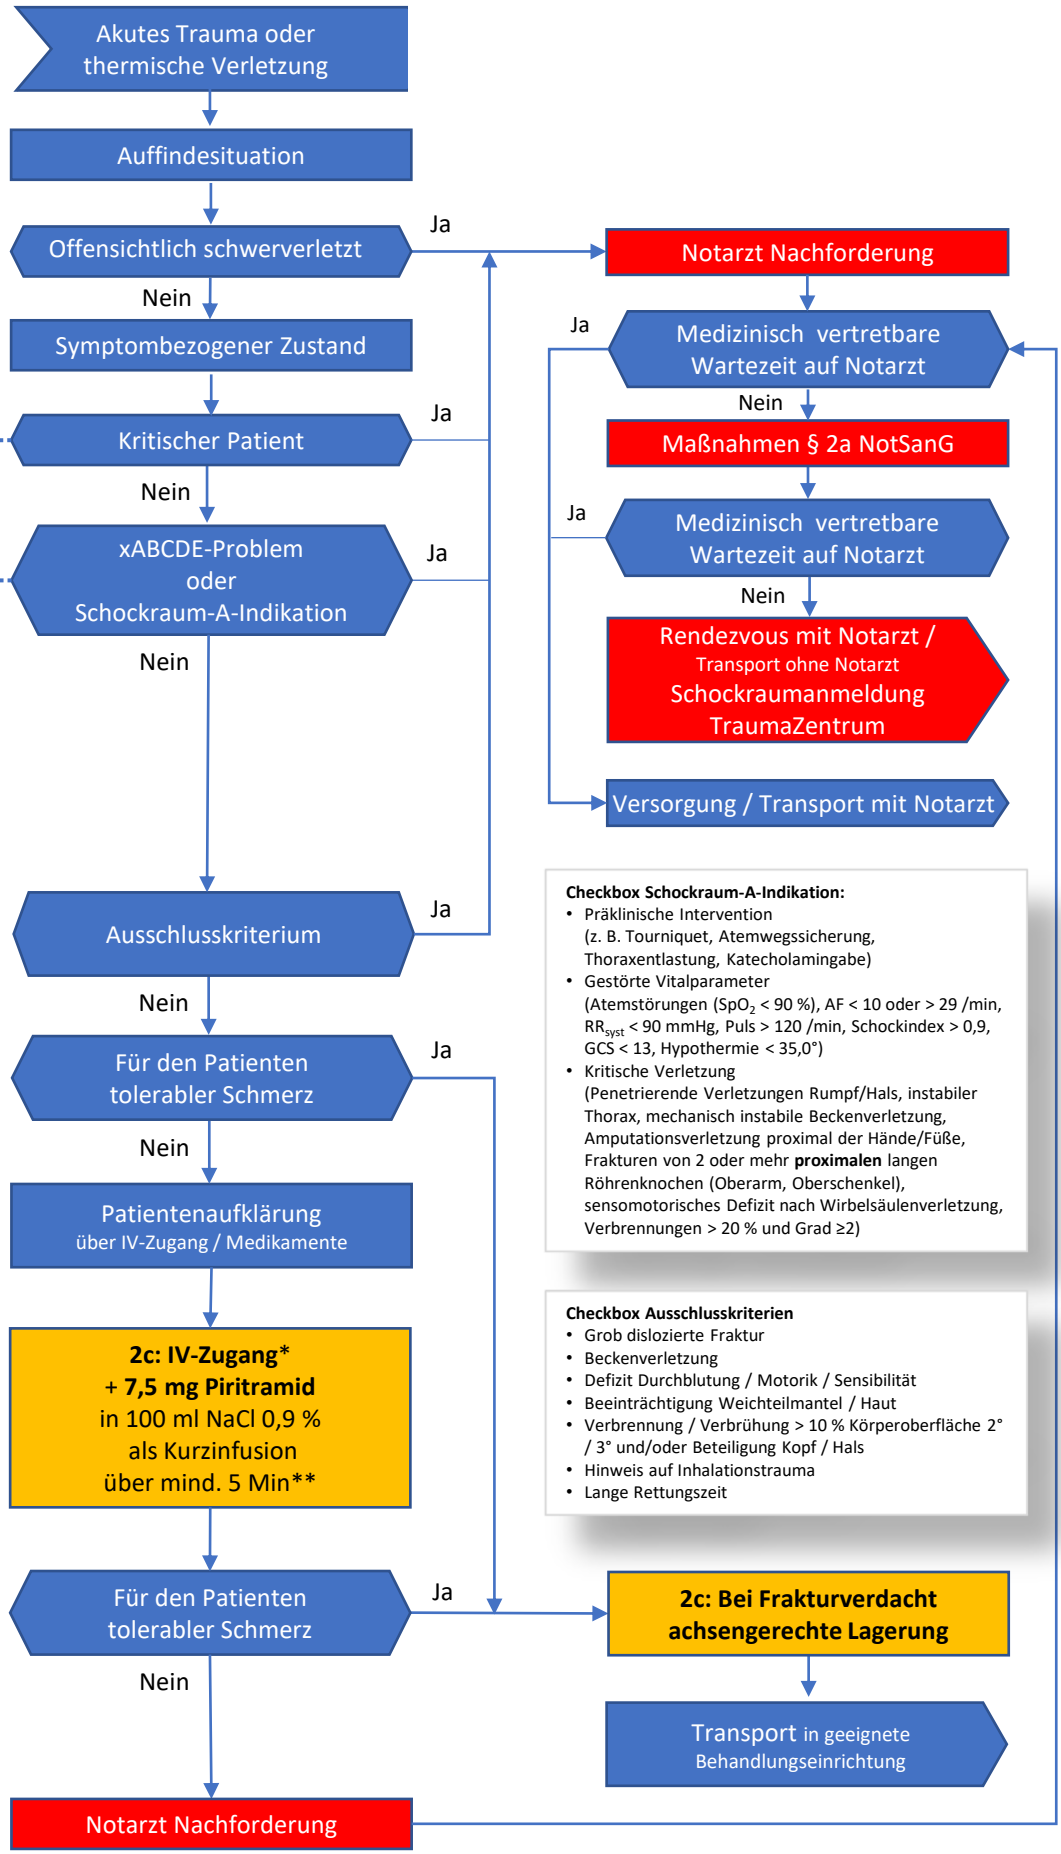 Akutes Trauma oder
thermische Verletzung
Auffindesituation
Offensichtlich schwerverletzt
Ja
Nein
Symptombezogener Zustand
Kritischer Patient
Ja
Nein
xABCDE-Problem
oder
Schockraum-A-Indikation
Ja
Nein
Ausschlusskriterium
Ja
Nein
Für den Patienten
tolerabler Schmerz
Ja
Nein
Patientenaufklärung
über IV-Zugang / Medikamente
2c: IV-Zugang*
+ 7,5 mg Piritramid
in 100 ml NaCl 0,9 %
als Kurzinfusion
über mind. 5 Min**
Für den Patienten
tolerabler Schmerz
Ja
Nein
Notarzt Nachforderung
Notarzt Nachforderung
Medizinisch vertretbare
Wartezeit auf Notarzt
Ja
Nein
Maßnahmen § 2a NotSanG
Medizinisch vertretbare
Wartezeit auf Notarzt
Ja
Nein
Rendezvous mit Notarzt /
Transport ohne Notarzt
Schockraumanmeldung
TraumaZentrum
Versorgung / Transport mit Notarzt
Checkbox Schockraum-A-Indikation:
• Präklinische Intervention
(z. B. Tourniquet, Atemwegssicherung,
Thoraxentlastung, Katecholamingabe)
• Gestörte Vitalparameter
(Atemstörungen (SpO₂ < 90 %), AF < 10 oder > 29 /min,
RRsyst < 90 mmHg, Puls > 120 /min, Schockindex > 0,9,
GCS < 13, Hypothermie < 35,0°)
• Kritische Verletzung
(Penetrierende Verletzungen Rumpf/Hals, instabiler
Thorax, mechanisch instabile Beckenverletzung,
Amputationsverletzung proximal der Hände/Füße,
Frakturen von 2 oder mehr proximalen langen
Röhrenknochen (Oberarm, Oberschenkel),
sensomotorisches Defizit nach Wirbelsäulenverletzung,
Verbrennungen > 20 % und Grad ≥2)
Checkbox Ausschlusskriterien
• Grob dislozierte Fraktur
• Beckenverletzung
• Defizit Durchblutung / Motorik / Sensibilität
• Beeinträchtigung Weichteilmantel / Haut
• Verbrennung / Verbrühung > 10 % Körperoberfläche 2°
/ 3° und/oder Beteiligung Kopf / Hals
• Hinweis auf Inhalationstrauma
• Lange Rettungszeit
2c: Bei Frakturverdacht
achsengerechte Lagerung
Transport in geeignete
Behandlungseinrichtung